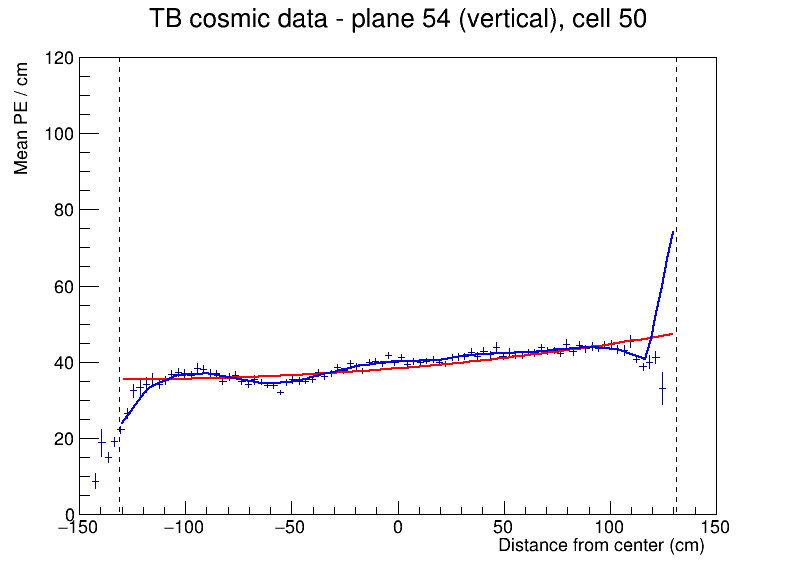 TB cosmic data - plane 54 (vertical), cell 50
Mean PE / cm
120
100
80
60
40
20
0
−150 −100 −50 0 50 100 150
Distance from center (cm)